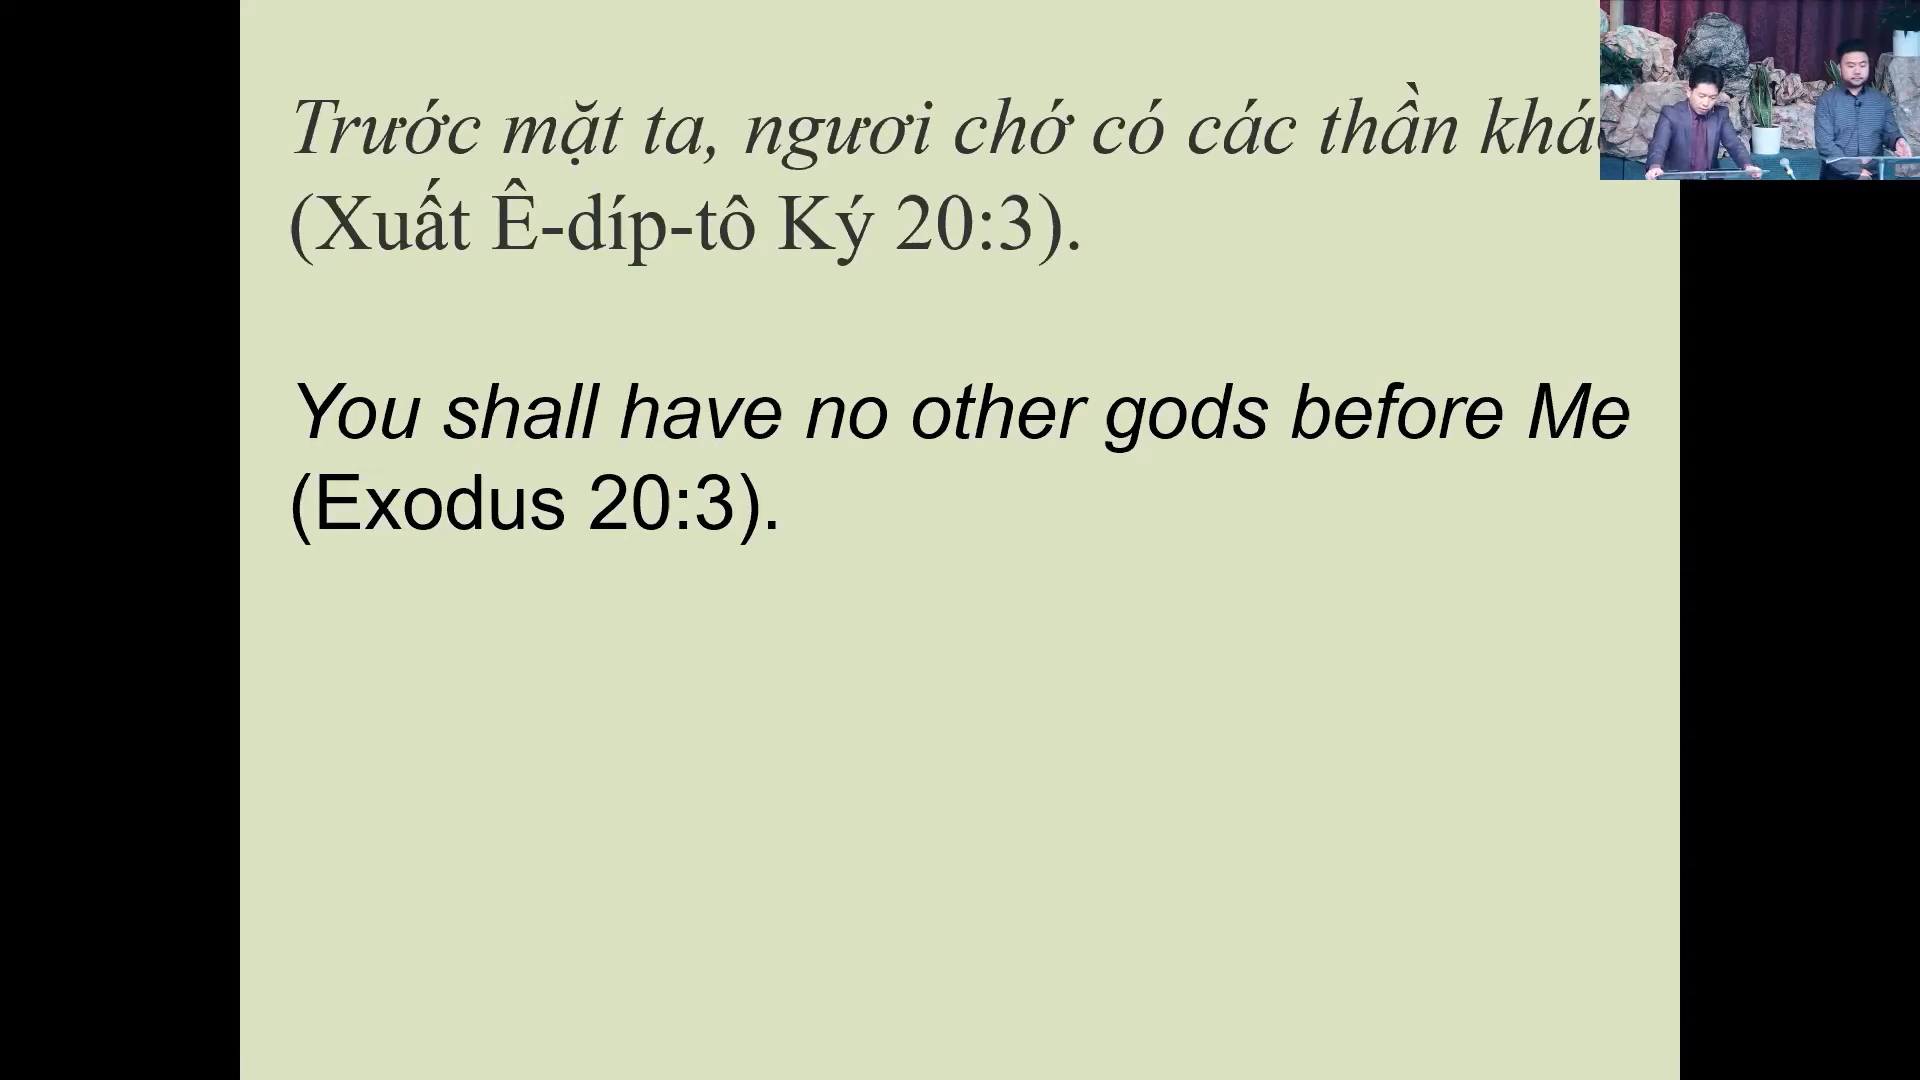 Trước mặt ta, ngươi chớ có các thần
(Xuất Ê-díp-tô Ký 20:3).
You shall have no other gods before Me
(Exodus 20:3).